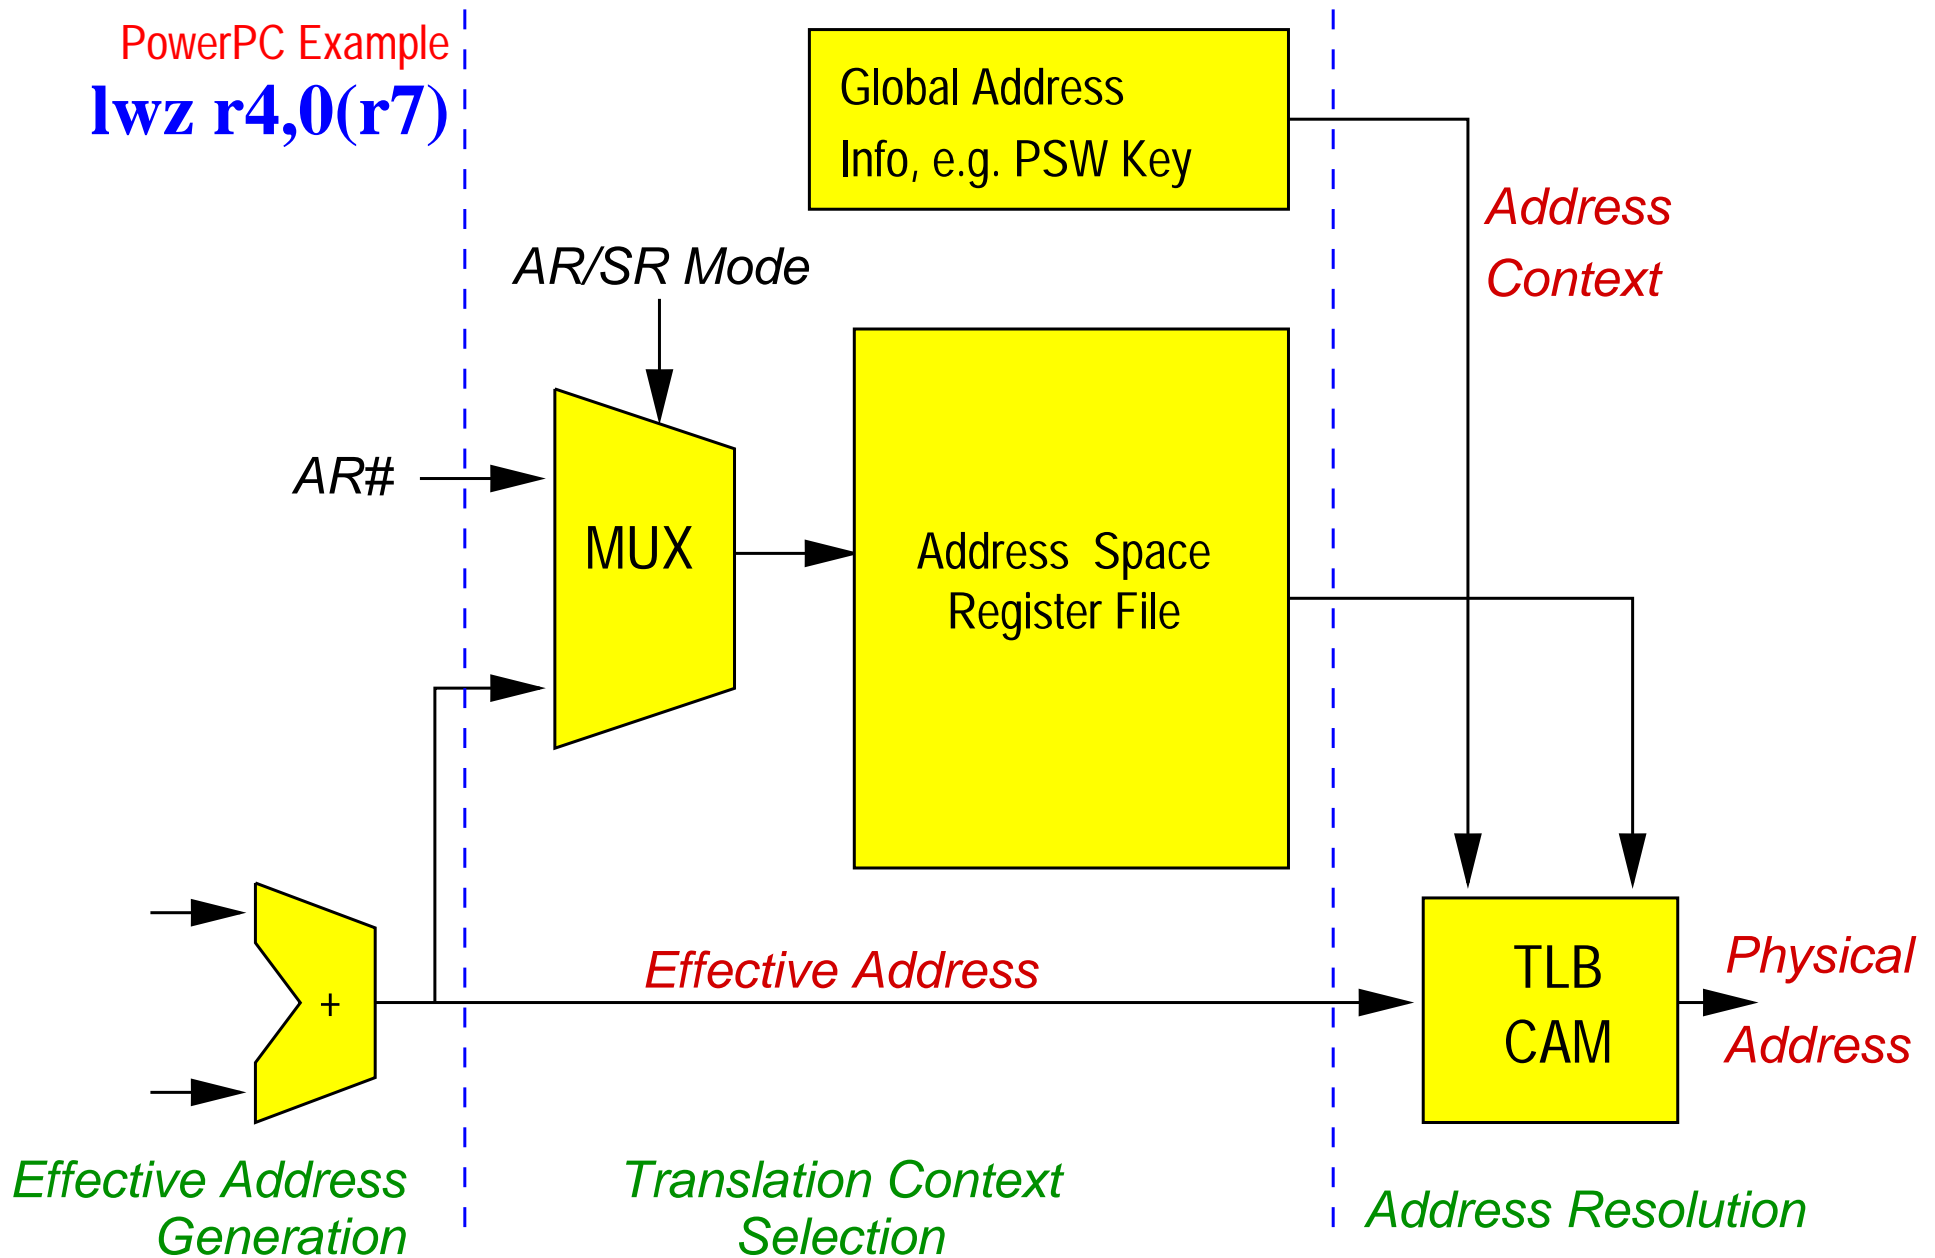 PowerPC Example
lwz r4,0(r7)
Global Address
Info, e.g. PSW Key
Address
Context
AR/SR Mode
AR#
MUX
Address Space
Register File
Effective Address
+
TLB
CAM
Physical
Address
Effective Address
Generation
Translation Context
Selection
Address Resolution